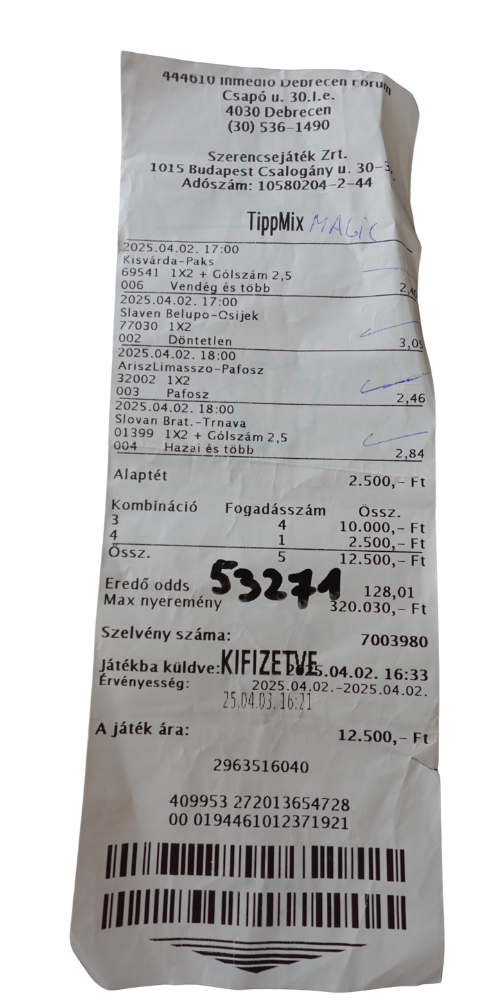 444610 Inmedio Debrecen Fórum
Csapó u. 30.I.e.
4030 Debrecen
(30) 536-1490
Szerencsejáték Zrt.
1015 Budapest Csalogány u. 30-3
Adószám: 10580204-2-44
TippMix MAGIC
2025.04.02. 17:00
Kisvárda-Paks
69541 1X2 + Gólszám 2,5
006 Vendég és több
2025.04.02. 17:00
Slaven Belupo-Osijek
77030 1X2
002 Döntetlen 3,05
2025.04.02. 18:00
AriszLimasszo-Pafosz
32002 1X2
003 Pafosz 2,46
2025.04.02. 18:00
Slovan Brat.-Trnava
01399 1X2 + Gólszám 2,5
004 Hazai és több 2,84
Alaptét 2.500,- Ft
Kombináció Fogadásszám Össz.
3 4 10.000,- Ft
4 1 2.500,- Ft
Össz. 5 12.500,- Ft
53271
Eredő odds 128,01
Max nyeremény 320.030,- Ft
Szelvény száma: 7003980
KIFIZETVE
Játékba küldve: 2025.04.02. 16:33
Érvényesség: 2025.04.02.-2025.04.02.
25.04.03. 16:21
A játék ára: 12.500,- Ft
2963516040
409953 272013654728
00 0194461012371921